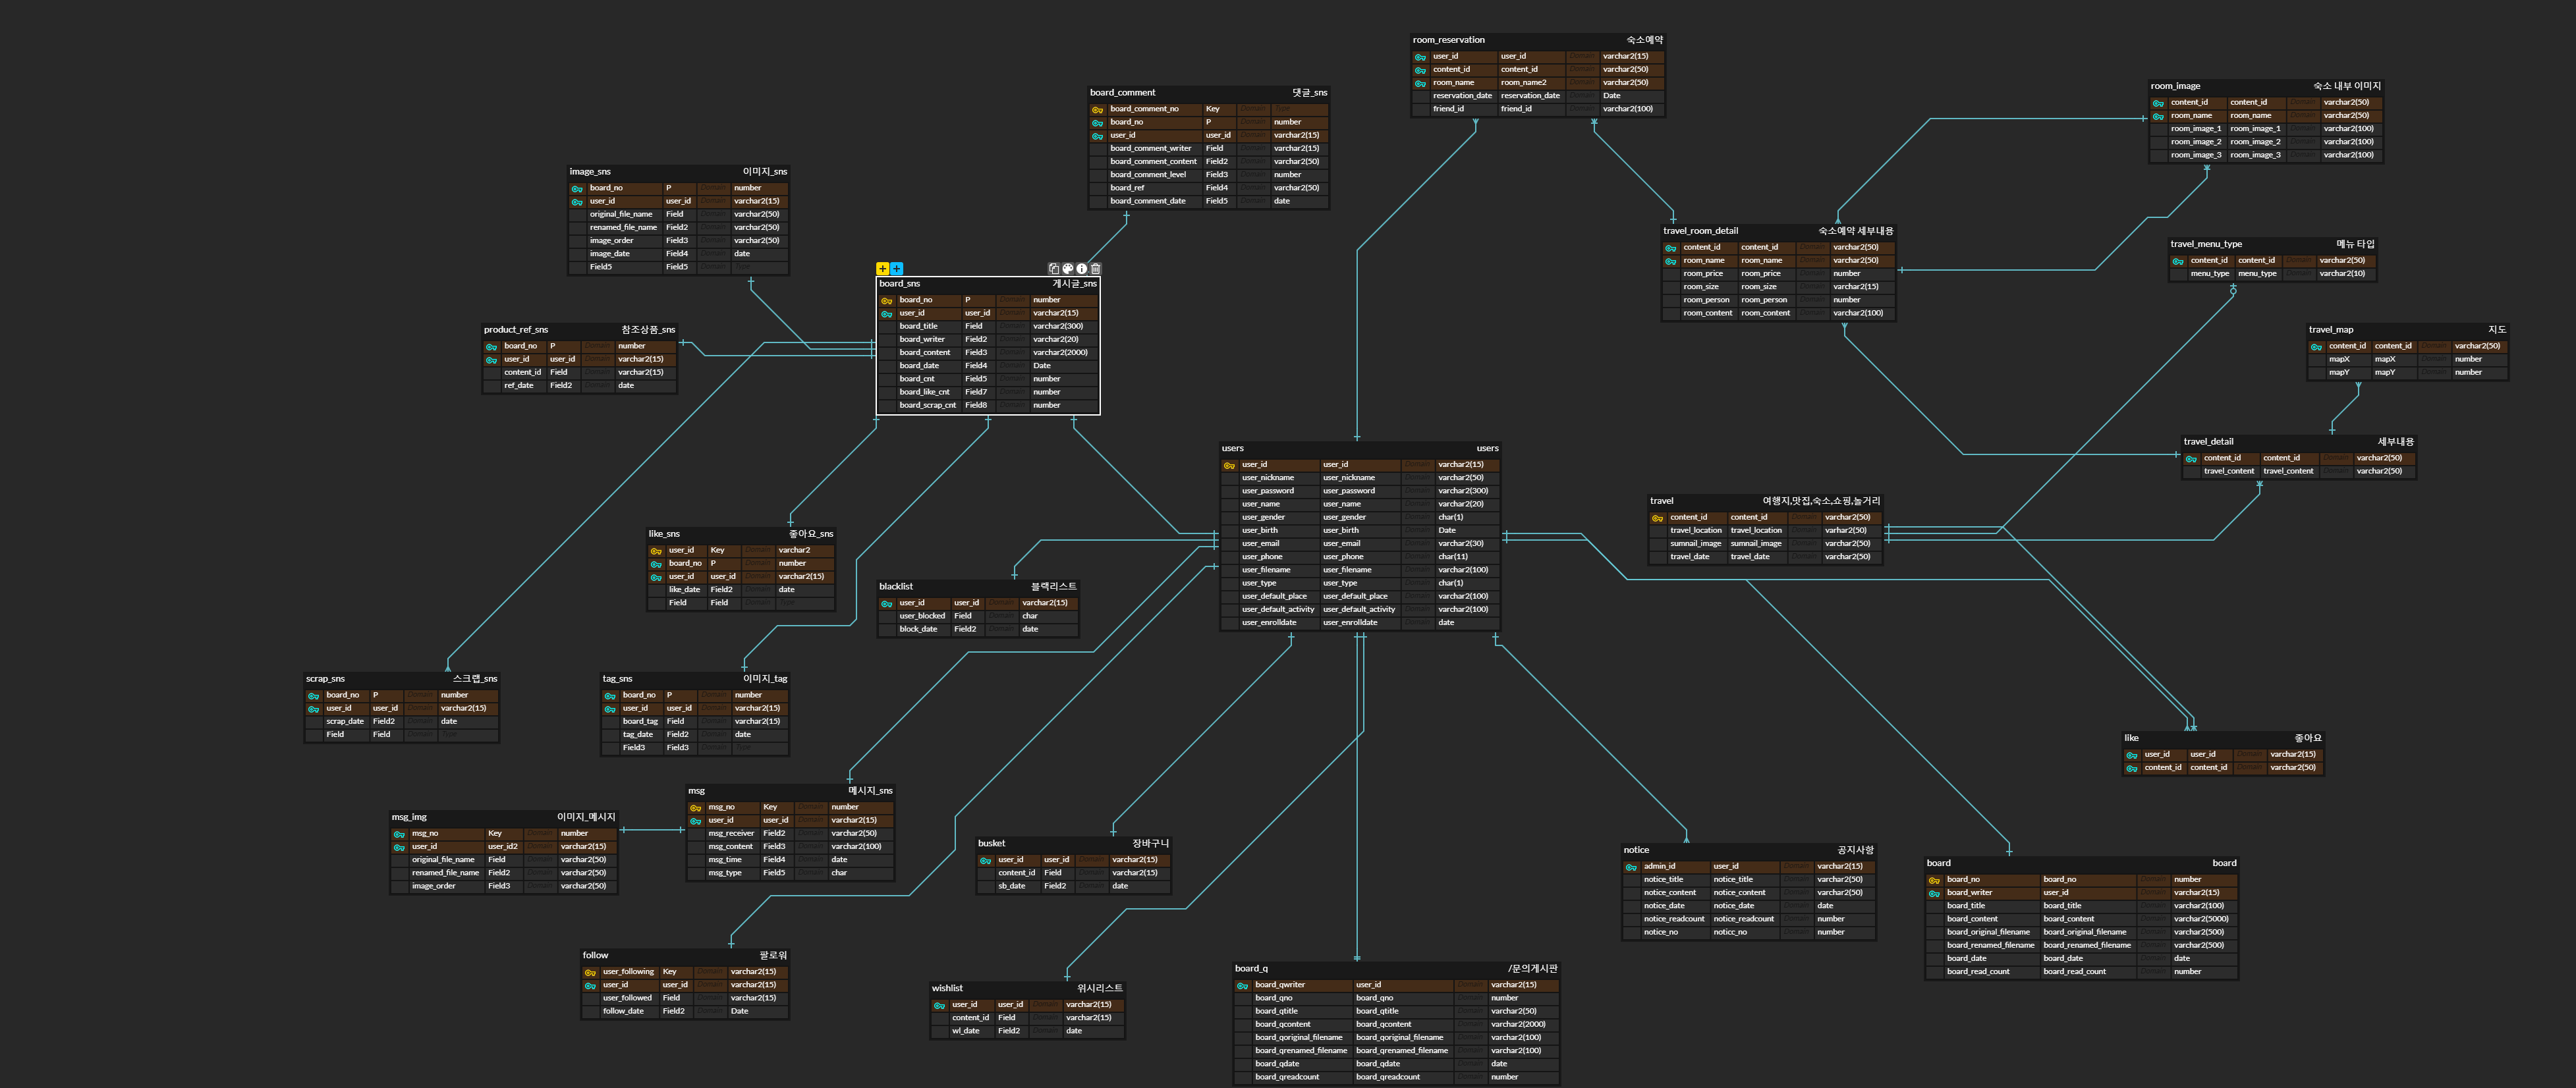 room_reservation 숙소예약
user_id user_id Domain varchar2(15)
content_id content_id Domain varchar2(50)
room_name room_name2 Domain varchar2(50)
reservation_date reservation_date Domain Date
friend_id friend_id Domain varchar2(100)
room_image 숙소 내부 이미지
content_id content_id Domain varchar2(50)
room_name room_name Domain varchar2(50)
room_image_1 room_image_1 Domain varchar2(100)
room_image_2 room_image_2 Domain varchar2(100)
room_image_3 room_image_3 Domain varchar2(100)
board_comment 댓글_sns
board_comment_no Key Domain Type
board_no P Domain number
user_id user_id Domain varchar2(15)
board_comment_writer Field Domain varchar2(15)
board_comment_content Field2 Domain varchar2(50)
board_comment_level Field3 Domain number
board_ref Field4 Domain varchar2(50)
board_comment_date Field5 Domain date
image_sns 이미지_sns
board_no P Domain number
user_id user_id Domain varchar2(15)
original_file_name Field Domain varchar2(50)
renamed_file_name Field2 Domain varchar2(50)
image_order Field3 Domain varchar2(50)
image_date Field4 Domain date
Field5 Field5 Domain Type
travel_room_detail 숙소예약 세부내용
content_id content_id Domain varchar2(50)
room_name room_name Domain varchar2(50)
room_price room_price Domain number
room_size room_size Domain varchar2(15)
room_person room_person Domain number
room_content room_content Domain varchar2(100)
travel_menu_type 메뉴 타입
content_id content_id Domain varchar2(50)
menu_type menu_type Domain varchar2(10)
board_sns 게시글_sns
board_no P Domain number
user_id user_id Domain varchar2(15)
board_title Field Domain varchar2(300)
board_writer Field2 Domain varchar2(20)
board_content Field3 Domain varchar2(2000)
board_date Field4 Domain Date
board_cnt Field5 Domain number
board_like_cnt Field7 Domain number
board_scrap_cnt Field8 Domain number
product_ref_sns 참조상품_sns
board_no P Domain number
user_id user_id Domain varchar2(15)
content_id Field Domain varchar2(15)
ref_date Field2 Domain date
travel_map 지도
content_id content_id Domain varchar2(50)
mapX mapX Domain number
mapY mapY Domain number
travel_detail 세부내용
content_id content_id Domain varchar2(50)
travel_content travel_content Domain varchar2(50)
users users
user_id user_id Domain varchar2(15)
user_nickname user_nickname Domain varchar2(50)
user_password user_password Domain varchar2(300)
user_name user_name Domain varchar2(20)
user_gender user_gender Domain char(1)
user_birth user_birth Domain Date
user_email user_email Domain varchar2(30)
user_phone user_phone Domain char(11)
user_filename user_filename Domain varchar2(100)
user_type user_type Domain char(1)
user_default_place user_default_place Domain varchar2(100)
user_default_activity user_default_activity Domain varchar2(100)
user_enrolldate user_enrolldate Domain date
travel 여행지,맛집,숙소,쇼핑,놀거리
content_id content_id Domain varchar2(50)
travel_location travel_location Domain varhar2(50)
sumnail_image sumnail_image Domain varchar2(50)
travel_date travel_date Domain varchar2(50)
like_sns 좋아요_sns
user_id Key Domain varchar2
board_no P Domain number
user_id user_id Domain varchar2(15)
like_date Field2 Domain date
Field Field Domain Type
blacklist 블랙리스트
user_id user_id Domain varchar2(15)
user_blocked Field Domain char
block_date Field2 Domain date
scrap_sns 스크랩_sns
board_no P Domain number
user_id user_id Domain varchar2(15)
scrap_date Field2 Domain date
Field Field Domain Type
tag_sns 이미지_tag
board_no P Domain number
user_id user_id Domain varchar2(15)
board_tag Field Domain varchar2(15)
tag_date Field2 Domain date
Field3 Field3 Domain Type
like 좋아요
user_id user_id Domain varchar2(15)
content_id content_id Domain varchar2(50)
msg 메시지_sns
msg_no Key Domain number
user_id user_id Domain varchar2(15)
msg_receiver Field2 Domain varchar2(50)
msg_content Field3 Domain varchar2(100)
msg_time Field4 Domain date
msg_type Field5 Domain char
msg_img 이미지_메시지
msg_no Key Domain number
user_id user_id2 Domain varchar2(15)
original_file_name Field Domain varchar2(50)
renamed_file_name Field2 Domain varchar2(50)
image_order Field3 Domain varchar2(50)
busket 장바구니
user_id user_id Domain varchar2(15)
content_id Field Domain varchar2(15)
sb_date Field2 Domain date
notice 공지사항
admin_id user_id Domain varchar2(15)
notice_title notice_title Domain varchar2(50)
notice_content notice_content Domain varchar2(50)
notice_date notice_date Domain date
notice_readcount notice_readcount Domain number
notice_no noticc_no Domain number
board board
board_no board_no Domain number
board_writer user_id Domain varchar2(15)
board_title board_title Domain varchar2(100)
board_content board_content Domain varchar2(5000)
board_original_filename board_original_filename Domain varchar2(500)
board_renamed_filename board_renamed_filename Domain varchar2(500)
board_date board_date Domain date
board_read_count board_read_count Domain number
follow 팔로워
user_following Key Domain varchar2(15)
user_id user_id Domain varchar2(15)
user_followed Field Domain varchar2(15)
follow_date Field2 Domain Date
wishlist 위시리스트
user_id user_id Domain varchar2(15)
content_id Field Domain varchar2(15)
wl_date Field2 Domain date
board_q /문의게시판
board_qwriter user_id Domain varchar2(15)
board_qno board_qno Domain number
board_qtitle board_qtitle Domain varchar2(50)
board_qcontent board_qcontent Domain varchar2(2000)
board_qoriginal_filename board_qoriginal_filename Domain varchar2(100)
board_qrenamed_filename board_qrenamed_filename Domain varchar2(100)
board_qdate board_qdate Domain date
board_qreadcount board_qreadcount Domain number